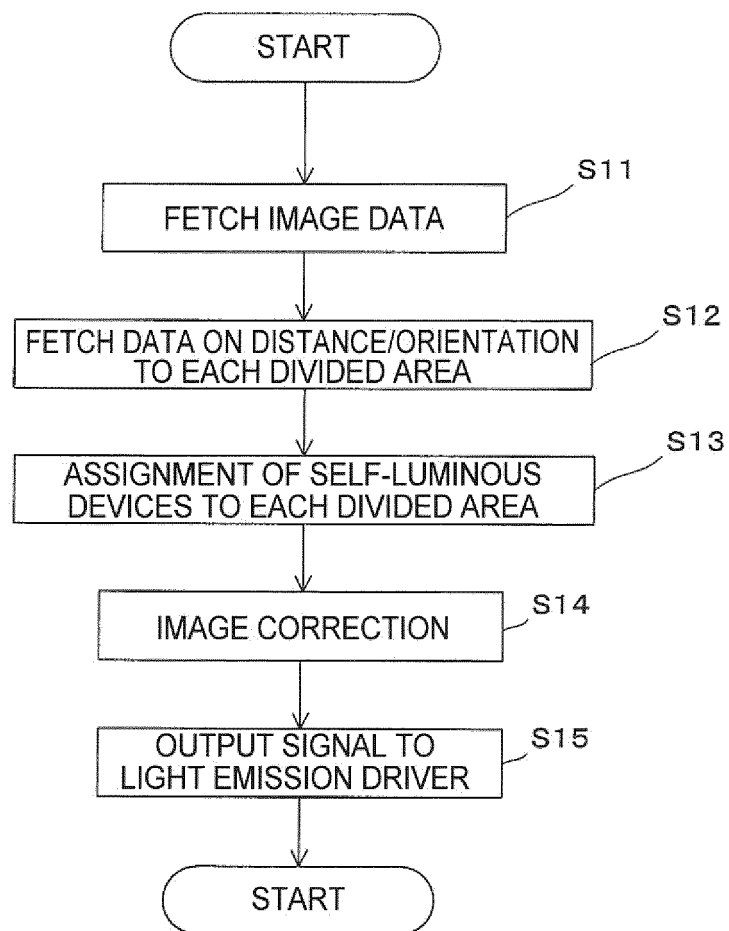 START
S11
FETCH IMAGE DATA
S12
FETCH DATA ON DISTANCE/ORIENTATION
TO EACH DIVIDED AREA
S13
ASSIGNMENT OF SELF-LUMINOUS
DEVICES TO EACH DIVIDED AREA
S14
IMAGE CORRECTION
S15
OUTPUT SIGNAL TO
LIGHT EMISSION DRIVER
START